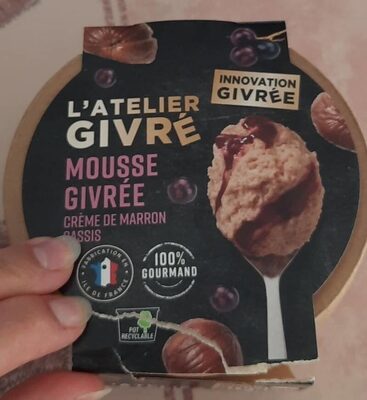 INNOVATION
GIVRÉE
L'ATELIER
GIVRÉ
MOUSSE
GIVRÉE
CRÈME DE MARRON
CASSIS
FABRICATION EN
ILE DE FRANCE
100%
GOURMAND
POT
RECYCLABLE